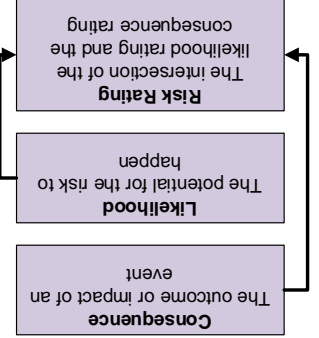 Consequence
The outcome or impact of an
event
Likelihood
The potential for the risk to
happen
Risk Rating
The intersection of the
likelihood rating and the
consequence rating